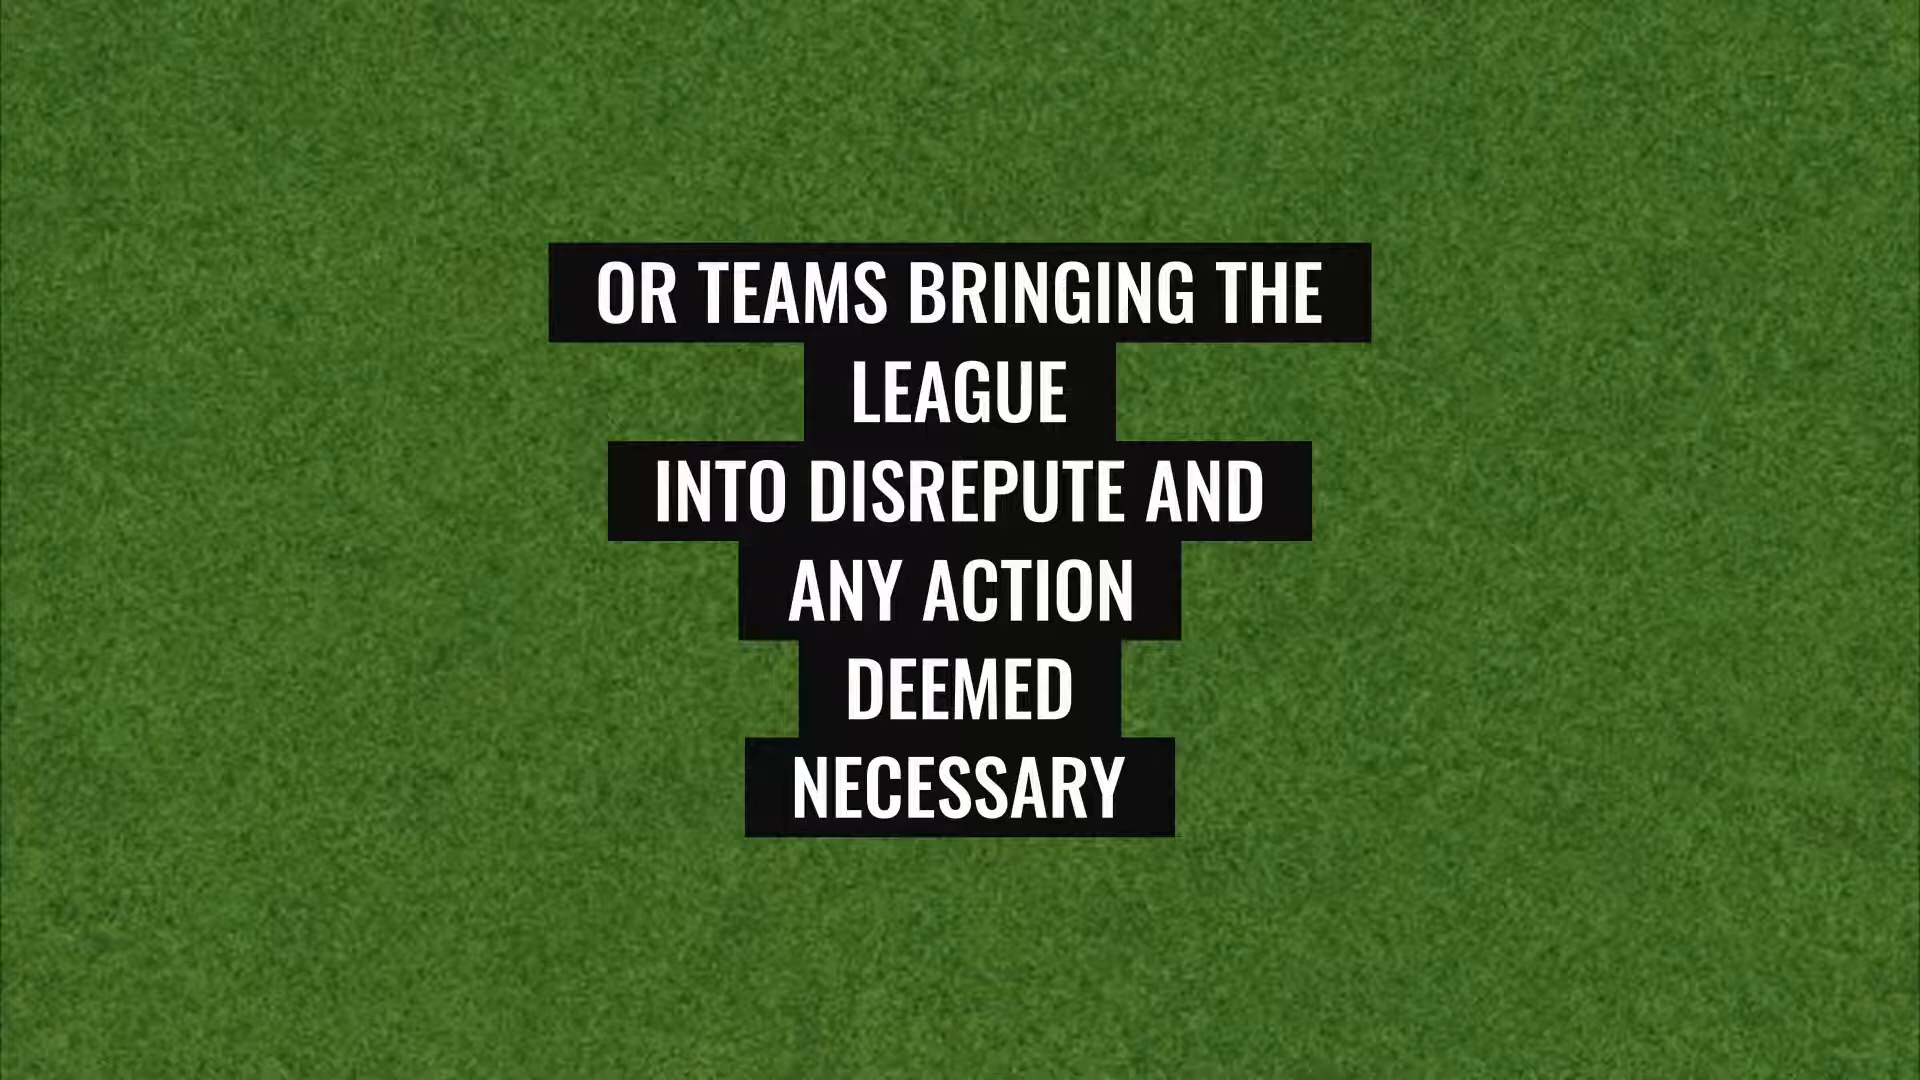 OR TEAMS BRINGING THE
LEAGUE
INTO DISREPUTE AND
ANY ACTION
DEEMED
NECESSARY